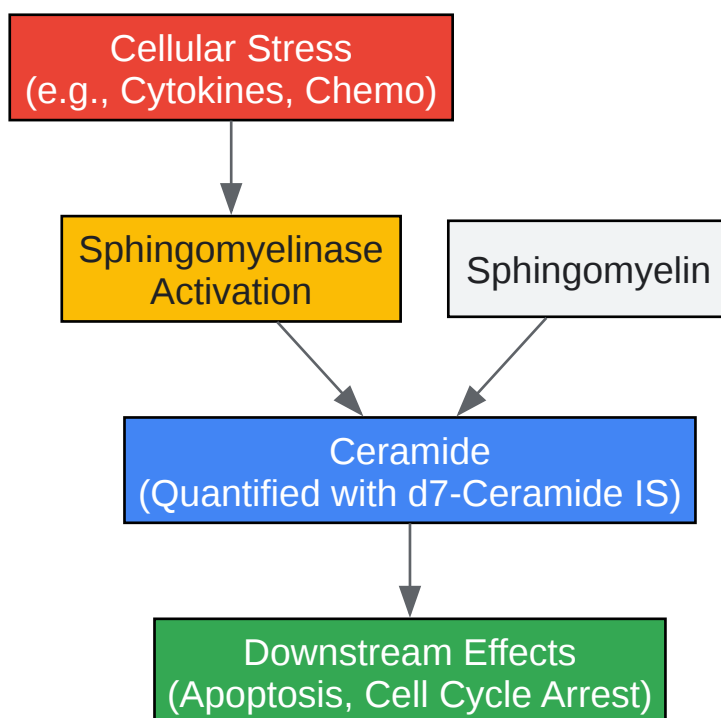 Cellular Stress
(e.g., Cytokines, Chemo)
Sphingomyelinase
Activation
Sphingomyelin
Ceramide
(Quantified with d7-Ceramide IS)
Downstream Effects
(Apoptosis, Cell Cycle Arrest)